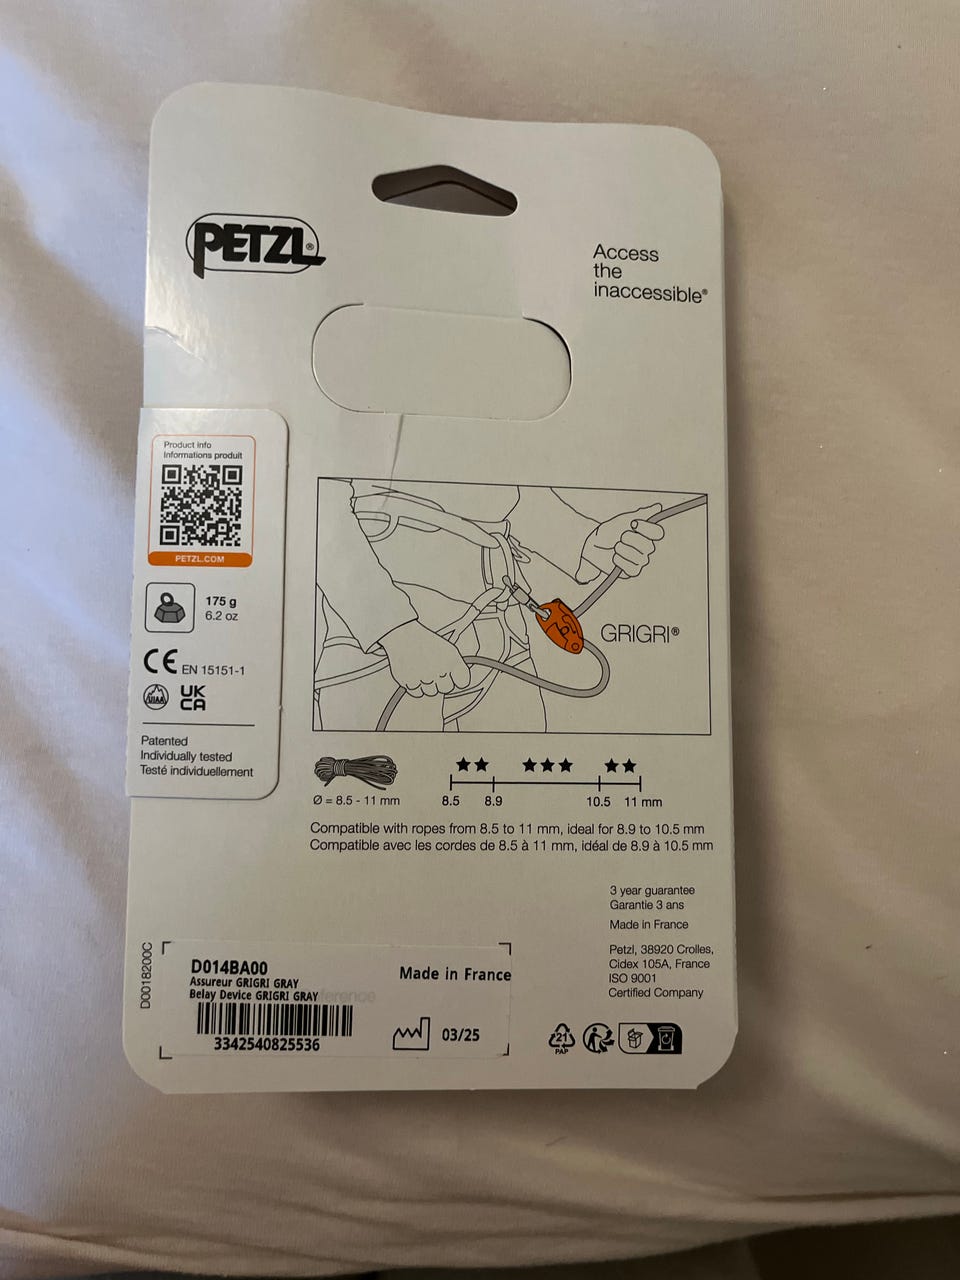 PETZL®
Access
the
inaccessible®
Product info
Informations produit
PETZL.COM
175 g
6.2 oz
CE EN 15151-1
UIAA
UK
CA
Patented
Individually tested
Testé individuellement
GRIGRI®
Ø = 8.5 - 11 mm
8.5 8.9 10.5 11 mm
Compatible with ropes from 8.5 to 11 mm, ideal for 8.9 to 10.5 mm
Compatible avec les cordes de 8.5 à 11 mm, idéal de 8.9 à 10.5 mm
3 year guarantee
Garantie 3 ans
Made in France
Petzl, 38920 Crolles,
Cidex 105A, France
ISO 9001
Certified Company
D0018200C
D014BA00
Made in France
Assureur GRIGRI GRAY
Belay Device GRIGRI GRAY
3342540825536
03/25
21
PAP